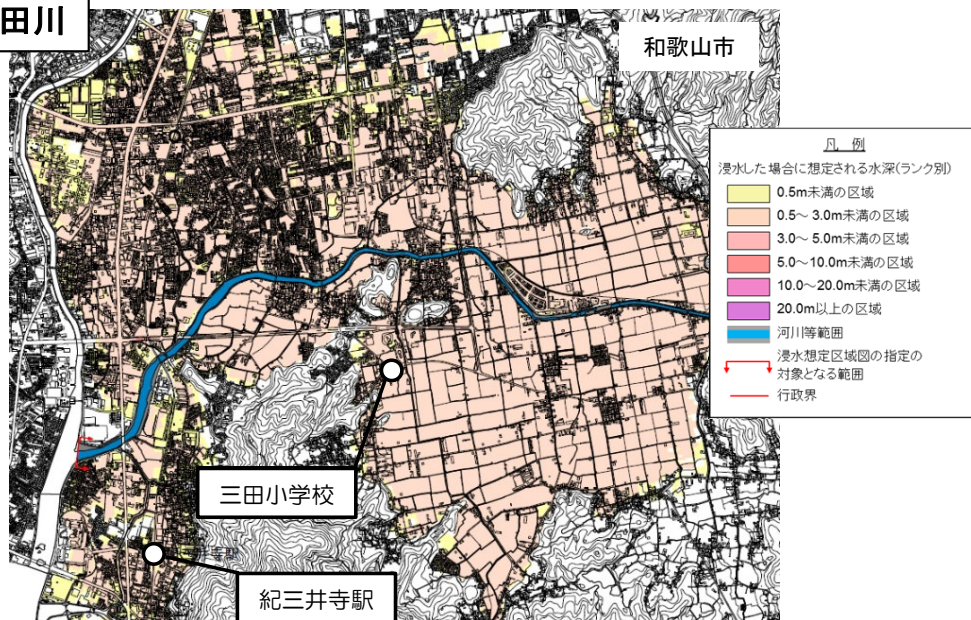 田川
和歌山市
凡 例
浸水した場合に想定される水深(ランク別)
0.5m未満の区域
0.5～ 3.0m未満の区域
3.0～ 5.0m未満の区域
5.0～10.0m未満の区域
10.0～20.0m未満の区域
20.0m以上の区域
河川等範囲
浸水想定区域図の指定の
対象となる範囲
行政界
三田小学校
紀三井寺駅